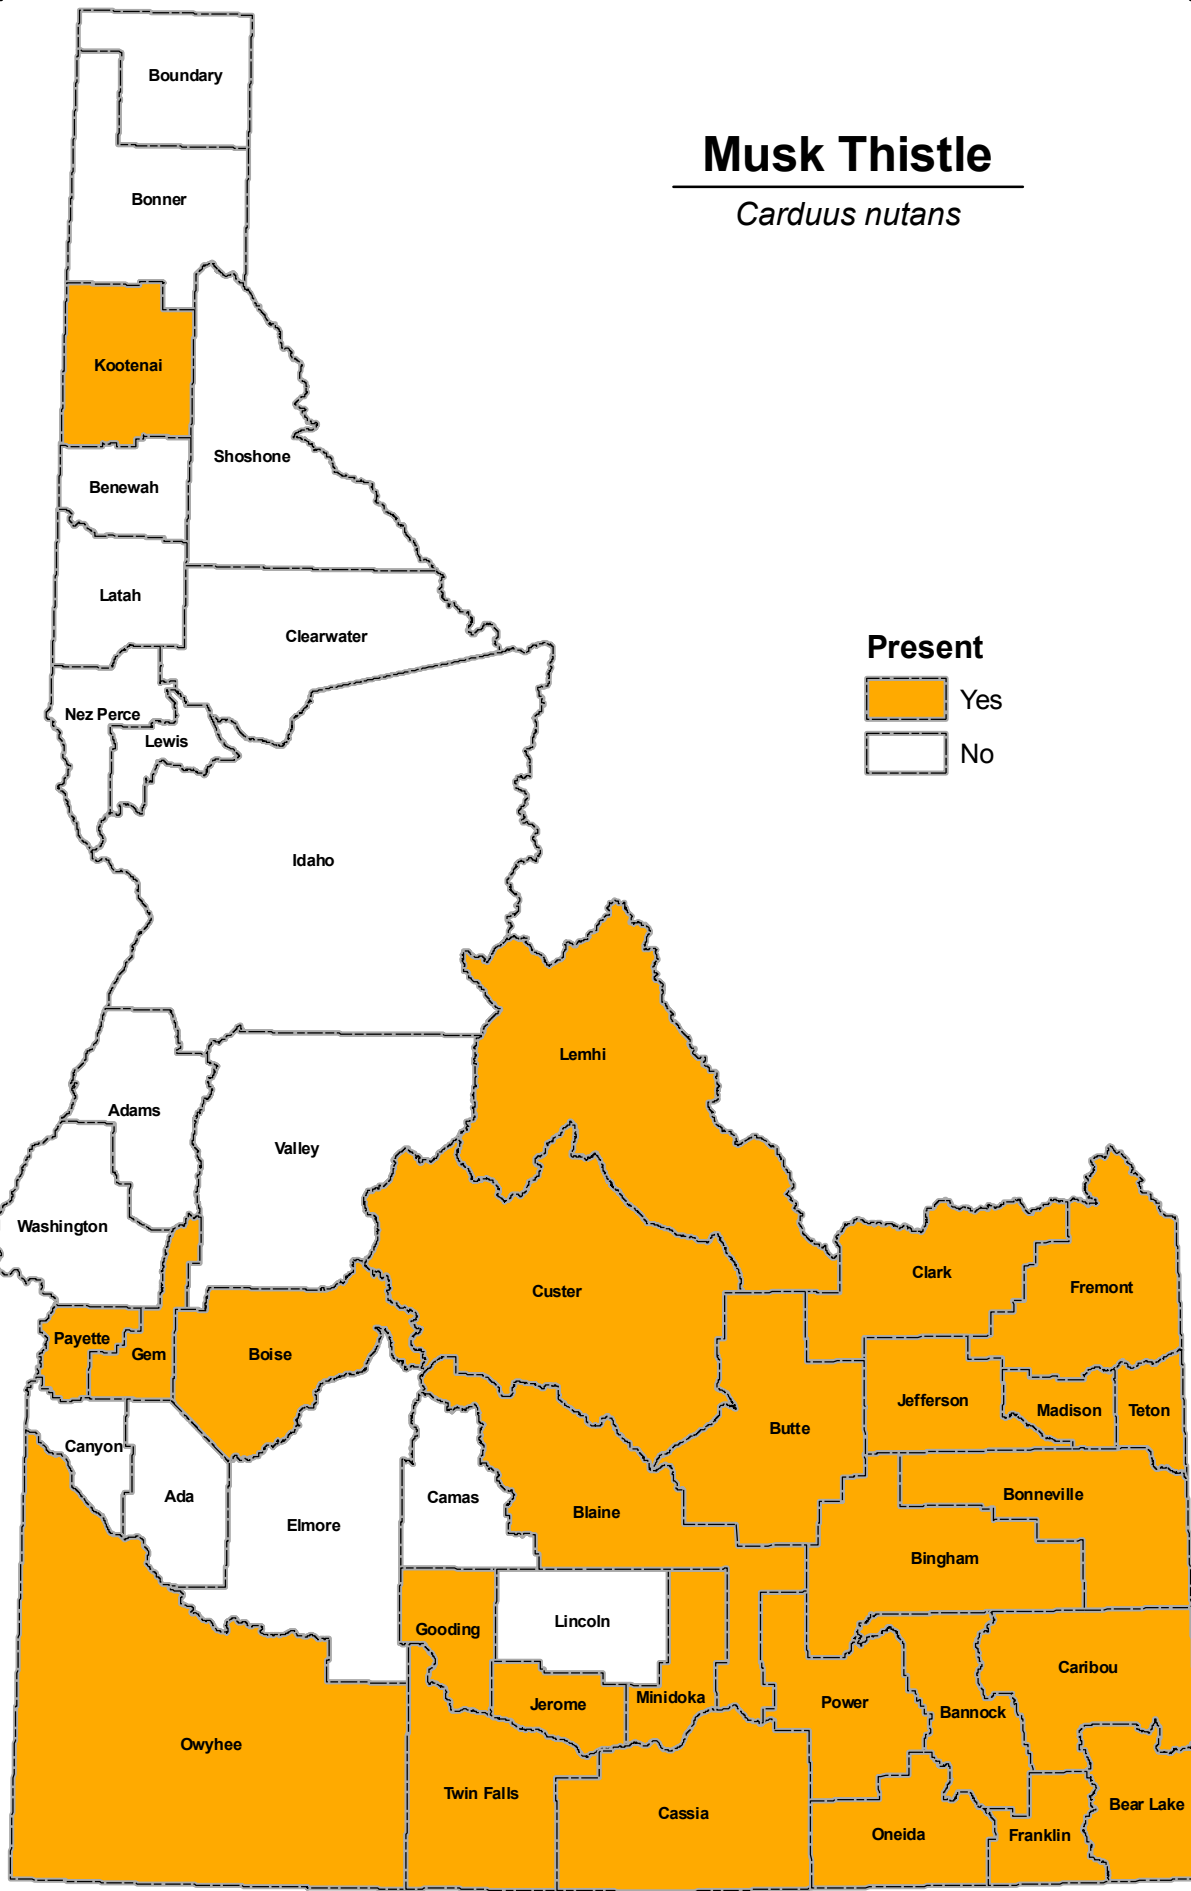 Boundary
Musk Thistle
Carduus nutans
Bonner
Kootenai
Shoshone
Benewah
Latah
Clearwater
Present
Yes
No
Nez Perce
Lewis
Idaho
Lemhi
Adams
Valley
Washington
Custer
Clark
Fremont
Payette
Gem
Boise
Jefferson
Madison
Teton
Butte
Canyon
Ada
Elmore
Camas
Blaine
Bonneville
Bingham
Gooding
Lincoln
Jerome
Minidoka
Power
Bannock
Caribou
Owyhee
Twin Falls
Cassia
Oneida
Franklin
Bear Lake